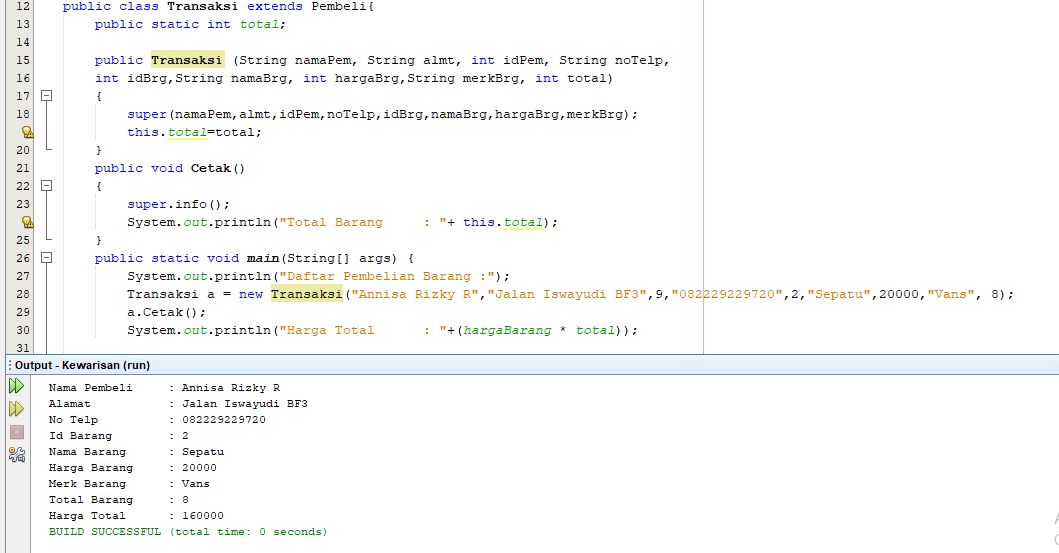 12 public class Transaksi extends Pembeli{
13 public static int total;
14
15 public Transaksi (String namaPem, String almt, int idPem, String noTelp,
16 int idBrg,String namaBrg, int hargaBrg,String merkBrg, int total)
17 {
18 super(namaPem,almt,idPem,noTelp,idBrg,namaBrg,hargaBrg,merkBrg);
this.total=total;
20 }
21 public void Cetak()
22 {
23 super.info();
System.out.println("Total Barang     : "+ this.total);
25 }
26 public static void main(String[] args) {
27 System.out.println("Daftar Pembelian Barang :");
28 Transaksi a = new Transaksi("Annisa Rizky R","Jalan Iswayudi BF3",9,"082229229720",2,"Sepatu",20000,"Vans", 8);
29 a.Cetak();
30 System.out.println("Harga Total      : "+(hargaBarang * total));
31
Output - Kewarisan (run)
Nama Pembeli     : Annisa Rizky R
Alamat           : Jalan Iswayudi BF3
No Telp          : 082229229720
Id Barang        : 2
Nama Barang      : Sepatu
Harga Barang     : 20000
Merk Barang      : Vans
Total Barang     : 8
Harga Total      : 160000
BUILD SUCCESSFUL (total time: 0 seconds)